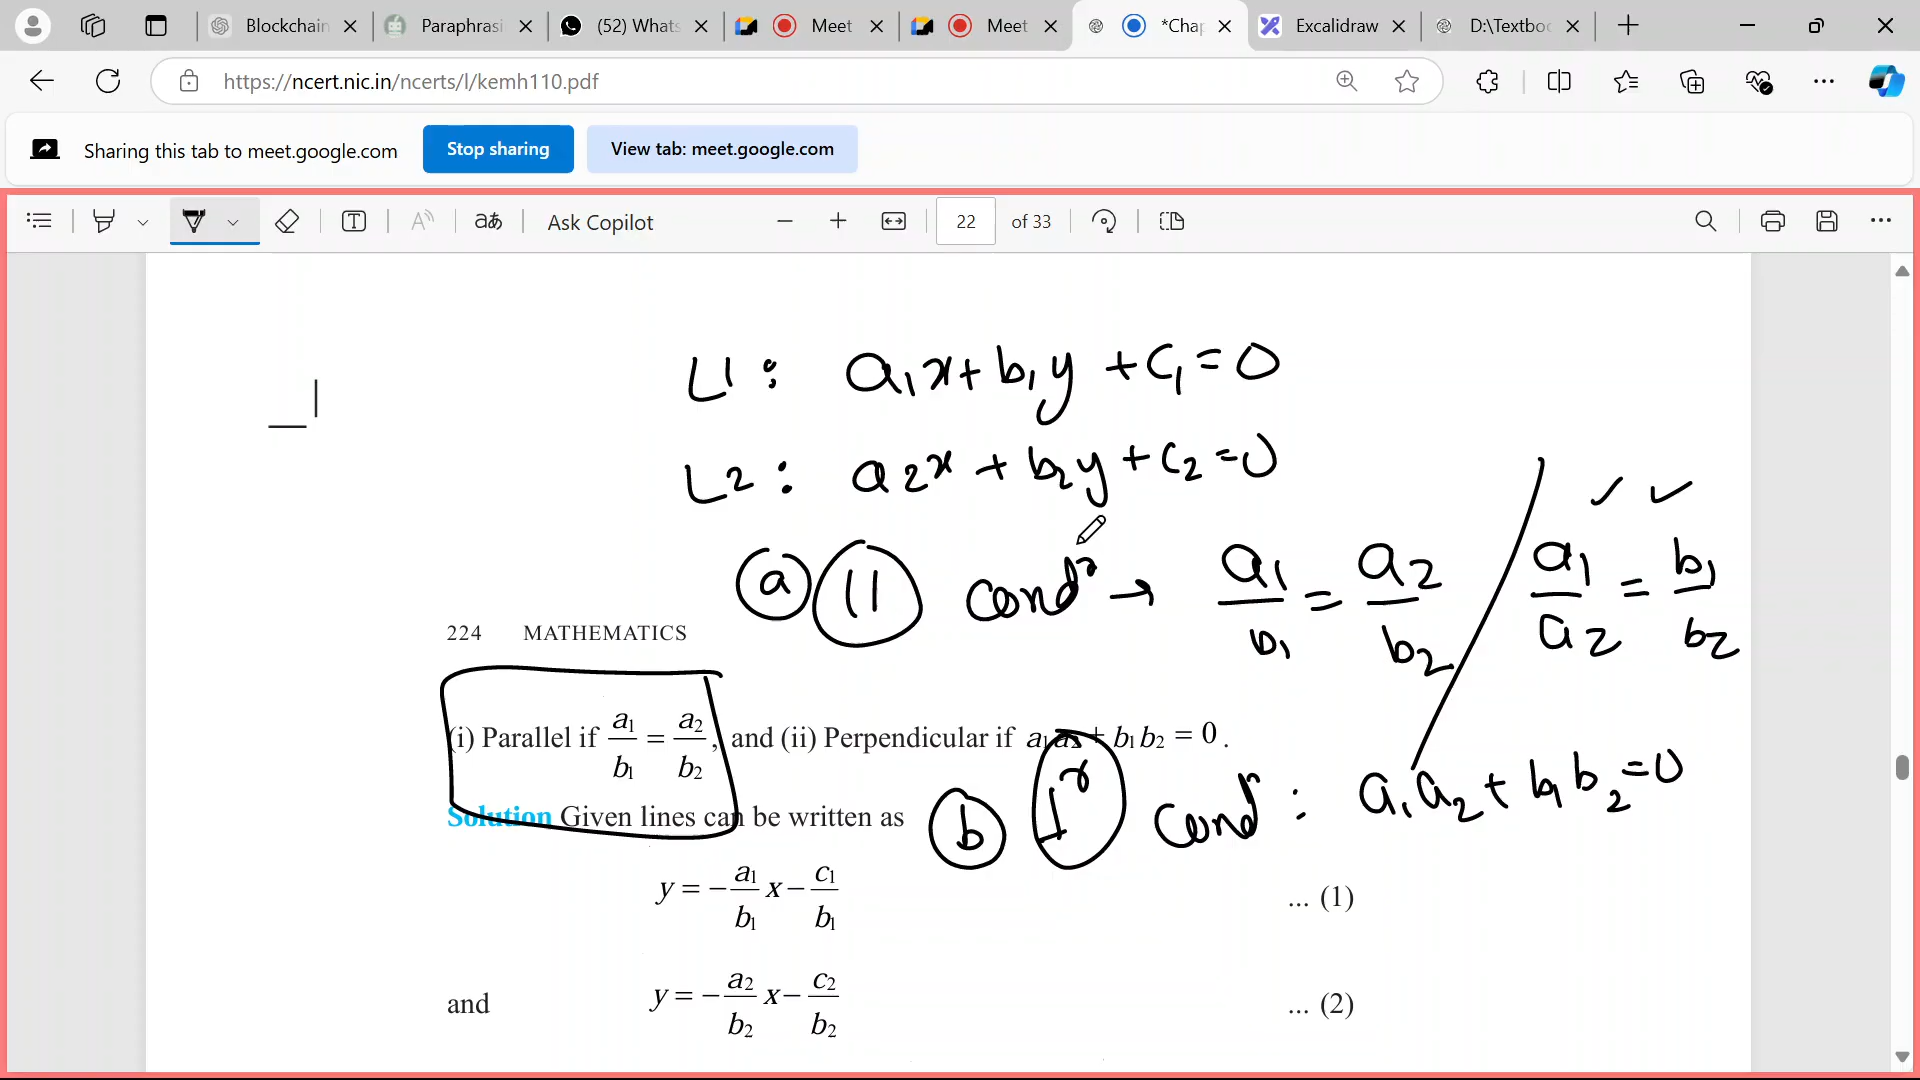 Blockchain
Paraphrasi
(52) Whats
Meet
Meet
*Chap
Excalidraw
D:\Textboo
https://ncert.nic.in/ncerts/l/kemh110.pdf
Sharing this tab to meet.google.com
Stop sharing
View tab: meet.google.com
aあ
Ask Copilot
22
of 33
L1 : a₁x + b₁y + c₁ = 0
L2 : a₂x + b₂y + c₂ = 0
a || condⁿ → a₁/b₁ = a₂/b₂ / a₁/a₂ = b₁/b₂
224 MATHEMATICS
(i) Parallel if a₁/b₁ = a₂/b₂, and (ii) Perpendicular if a₁a₂ + b₁b₂ = 0.
b ⊥r condⁿ : a₁a₂ + b₁b₂ = 0
Solution Given lines can be written as
y = − a₁/b₁ x − c₁/b₁ ... (1)
and y = − a₂/b₂ x − c₂/b₂ ... (2)